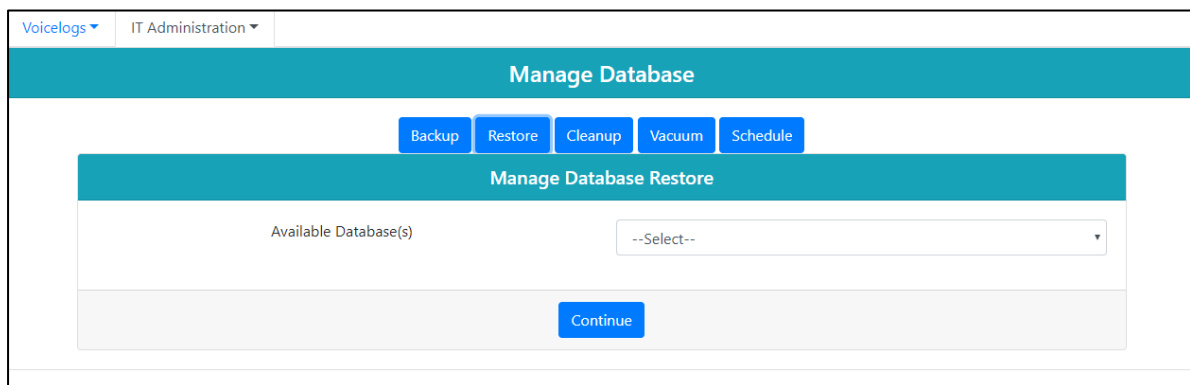 Voicelogs IT Administration
Manage Database
Backup Restore Cleanup Vacuum Schedule
Manage Database Restore
Available Database(s) --Select--
Continue